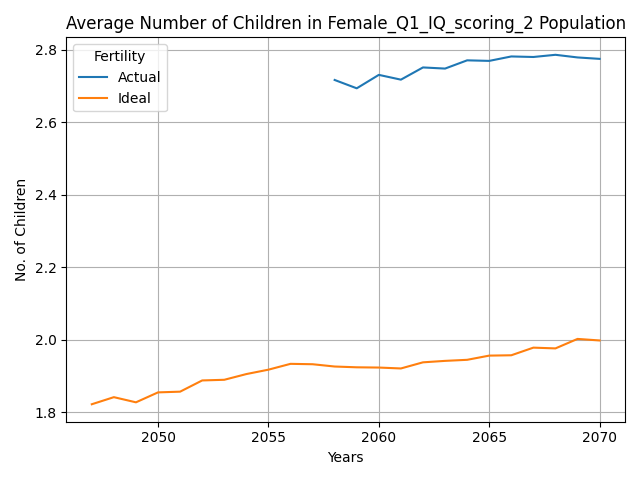 Average Number of Children in Female_Q1_IQ_scoring_2 Population
Fertility
Actual
Ideal
No. of Children
2.8
2.6
2.4
2.2
2.0
1.8
2050 2055 2060 2065 2070
Years